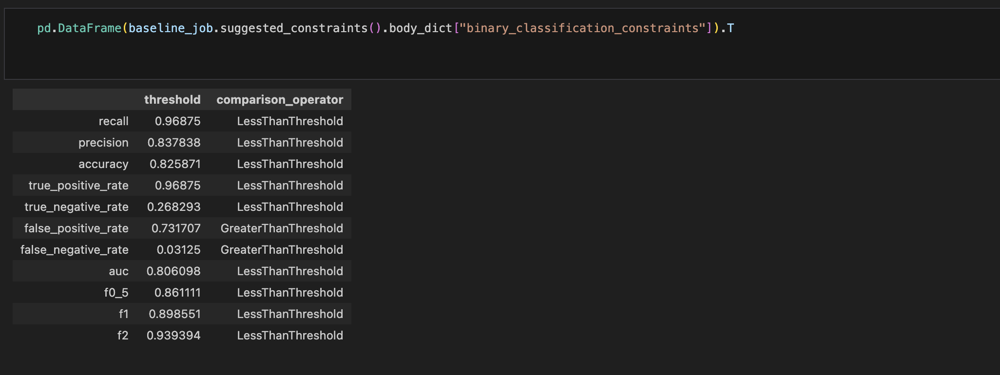 pd.DataFrame(baseline_job.suggested_constraints().body_dict["binary_classification_constraints"]).T
threshold comparison_operator
recall 0.96875 LessThanThreshold
precision 0.837838 LessThanThreshold
accuracy 0.825871 LessThanThreshold
true_positive_rate 0.96875 LessThanThreshold
true_negative_rate 0.268293 LessThanThreshold
false_positive_rate 0.731707 GreaterThanThreshold
false_negative_rate 0.03125 GreaterThanThreshold
auc 0.806098 LessThanThreshold
f0_5 0.861111 LessThanThreshold
f1 0.898551 LessThanThreshold
f2 0.939394 LessThanThreshold